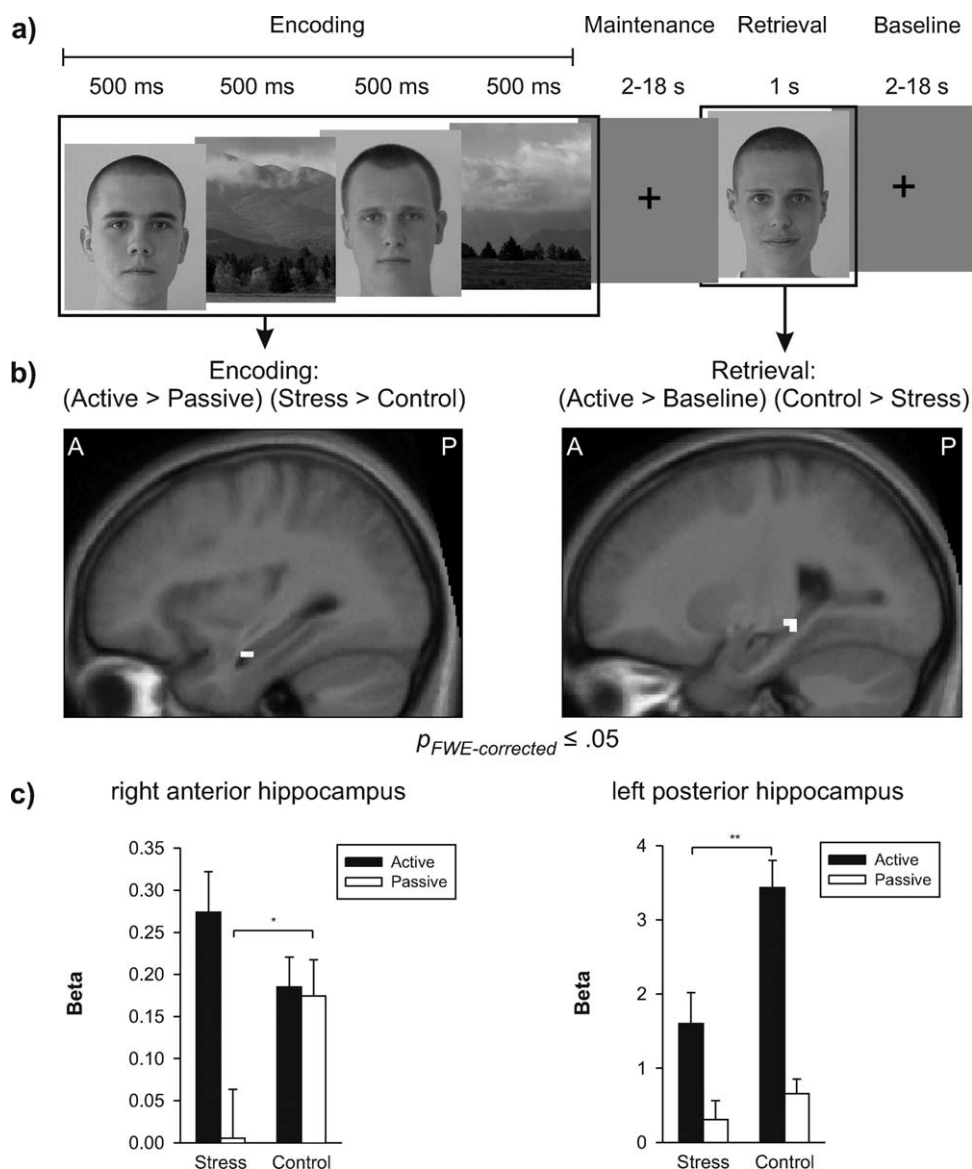 a)
Encoding Maintenance Retrieval Baseline
500 ms 500 ms 500 ms 500 ms 2-18 s 1 s 2-18 s
+ +
b)
Encoding:
(Active > Passive) (Stress > Control)
Retrieval:
(Active > Baseline) (Control > Stress)
A P
A P
pFWE-corrected ≤ .05
c)
right anterior hippocampus
Beta
0.35
0.30
0.25
0.20
0.15
0.10
0.05
0.00
*
Active
Passive
Stress Control
left posterior hippocampus
Beta
4
3
2
1
0
**
Active
Passive
Stress Control